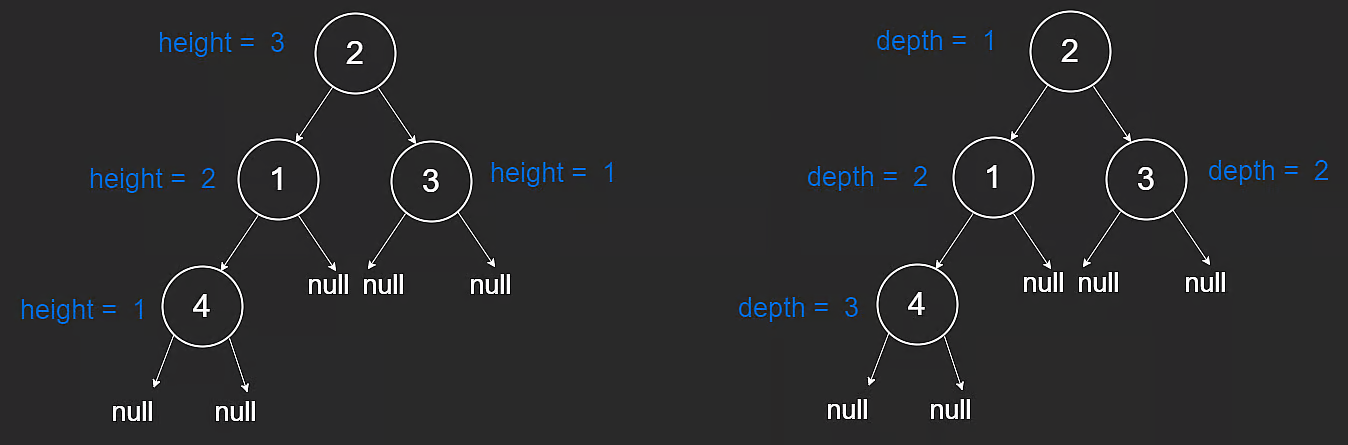 height = 3
2
height = 2
1
3
height = 1
height = 1
4
null
null
null
null
null
depth = 1
2
depth = 2
1
3
depth = 2
depth = 3
4
null
null
null
null
null